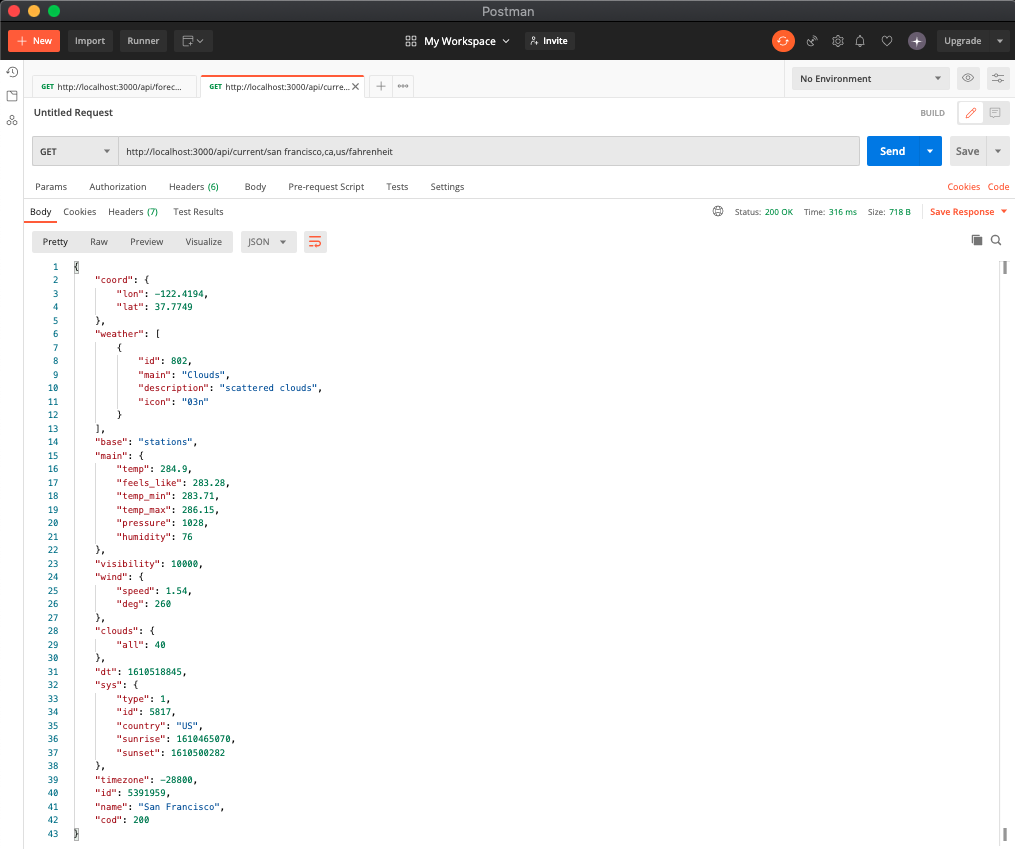 Postman
New Import Runner My Workspace Invite Upgrade
GET http://localhost:3000/api/forec... GET http://localhost:3000/api/curre... No Environment
Untitled Request BUILD
GET http://localhost:3000/api/current/san francisco,ca,us/fahrenheit Send Save
Params Authorization Headers (6) Body Pre-request Script Tests Settings Cookies Code
Body Cookies Headers (7) Test Results Status: 200 OK Time: 316 ms Size: 718 B Save Response
Pretty Raw Preview Visualize JSON
1 {
2 "coord": {
3 "lon": -122.4194,
4 "lat": 37.7749
5 },
6 "weather": [
7 {
8 "id": 802,
9 "main": "Clouds",
10 "description": "scattered clouds",
11 "icon": "03n"
12 }
13 ],
14 "base": "stations",
15 "main": {
16 "temp": 284.9,
17 "feels_like": 283.28,
18 "temp_min": 283.71,
19 "temp_max": 286.15,
20 "pressure": 1028,
21 "humidity": 76
22 },
23 "visibility": 10000,
24 "wind": {
25 "speed": 1.54,
26 "deg": 260
27 },
28 "clouds": {
29 "all": 40
30 },
31 "dt": 1610518845,
32 "sys": {
33 "type": 1,
34 "id": 5817,
35 "country": "US",
36 "sunrise": 1610465070,
37 "sunset": 1610500282
38 },
39 "timezone": -28800,
40 "id": 5391959,
41 "name": "San Francisco",
42 "cod": 200
43 }